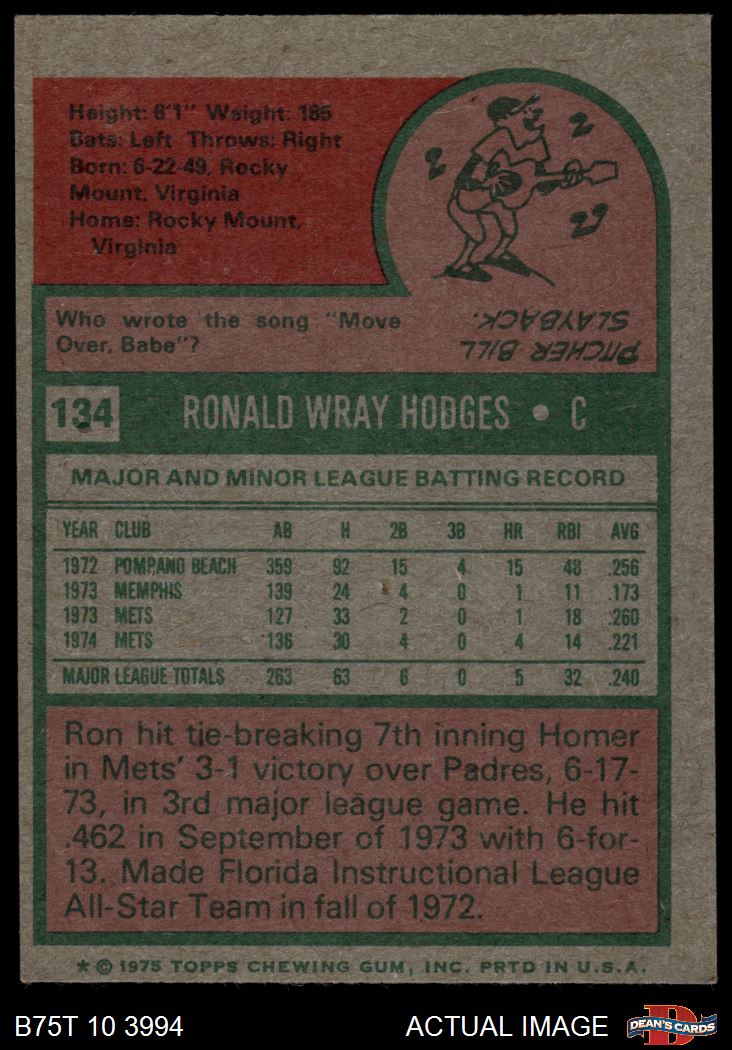 Height: 6'1" Weight: 185
Bats: Left Throws: Right
Born: 6-22-49, Rocky
Mount, Virginia
Home: Rocky Mount,
Virginia
Who wrote the song "Move
Over, Babe"?
PITCHER BILL
SLAYBACK.
134 RONALD WRAY HODGES • C
MAJOR AND MINOR LEAGUE BATTING RECORD
YEAR CLUB AB H 2B 3B HR RBI AVG
1972 POMPANO BEACH 359 92 15 4 15 48 .256
1973 MEMPHIS 139 24 4 0 1 11 .173
1973 METS 127 33 2 0 1 18 .260
1974 METS 136 30 4 0 4 14 .221
MAJOR LEAGUE TOTALS 263 63 6 0 5 32 .240
Ron hit tie-breaking 7th inning Homer
in Mets' 3-1 victory over Padres, 6-17-
73, in 3rd major league game. He hit
.462 in September of 1973 with 6-for-
13. Made Florida Instructional League
All-Star Team in fall of 1972.
* © 1975 TOPPS CHEWING GUM, INC. PRTD IN U.S.A.
B75T 10 3994 ACTUAL IMAGE DEAN'S CARDS